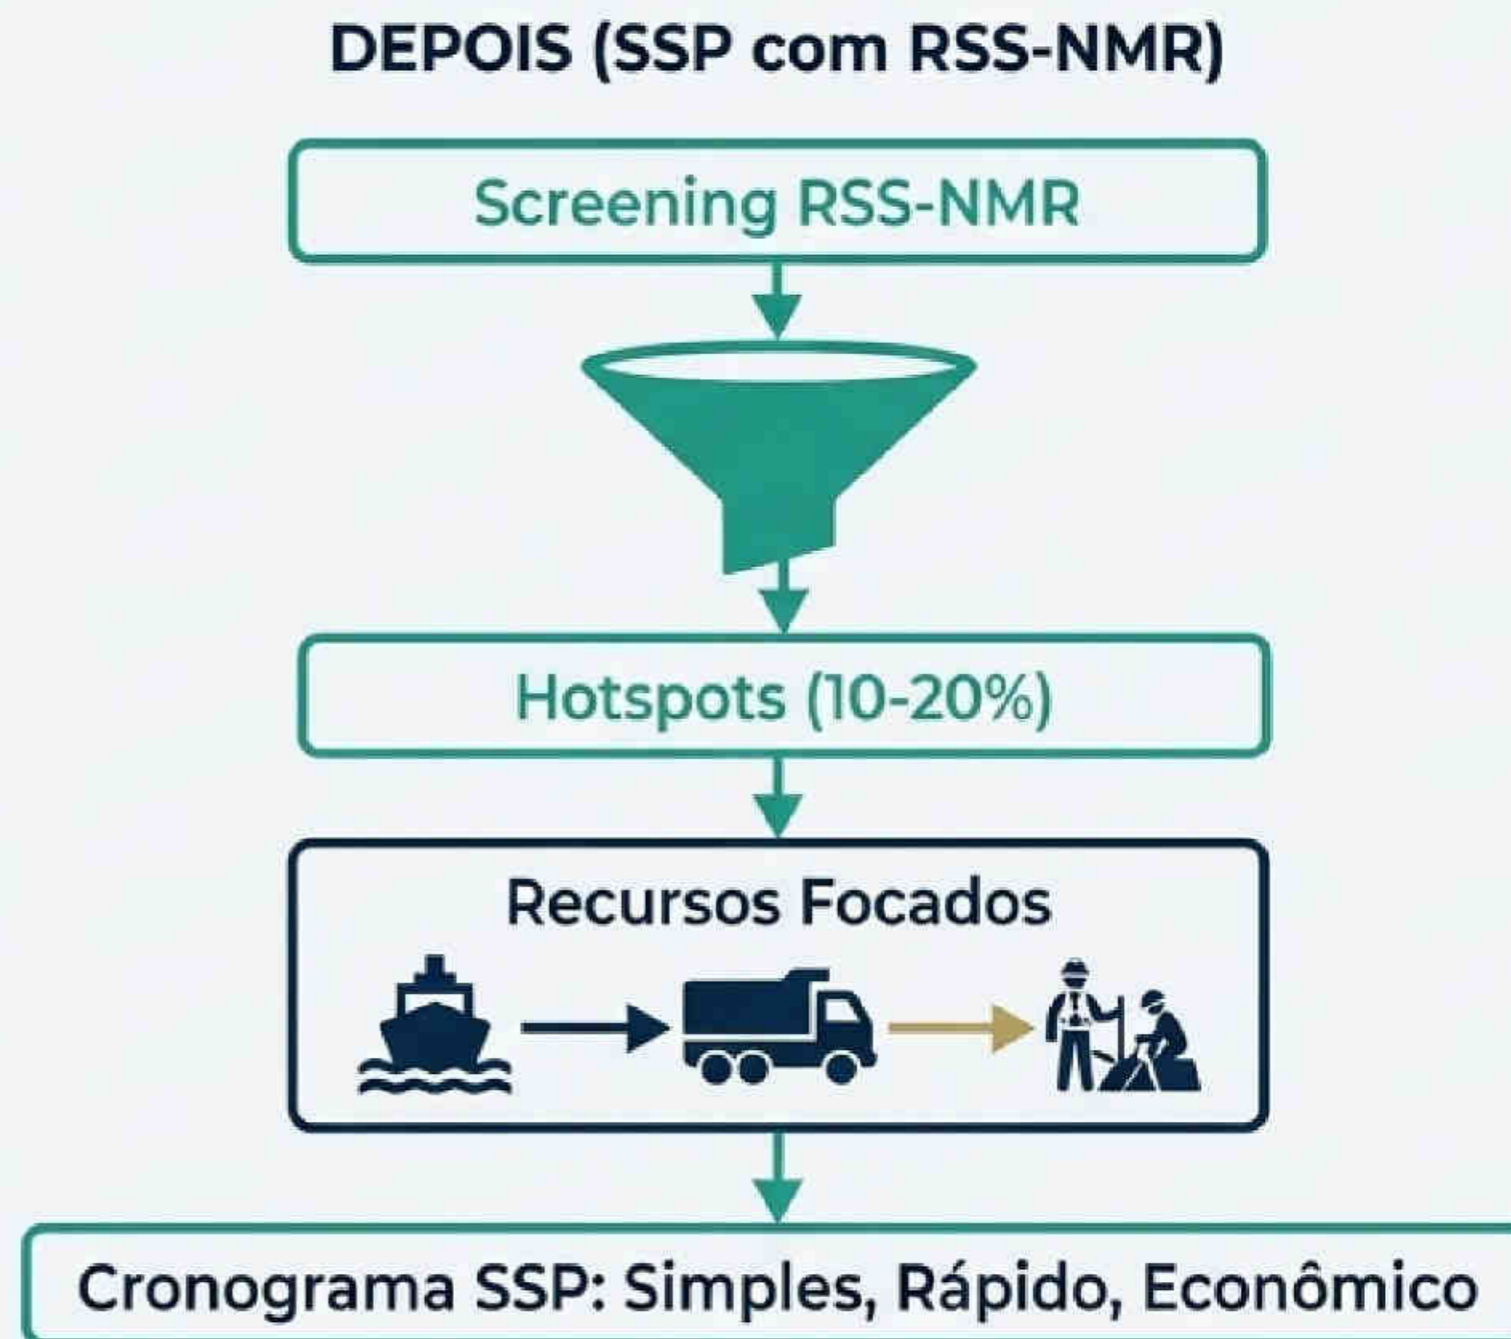 DEPOIS (SSP com RSS-NMR)
Screening RSS-NMR
Hotspots (10-20%)
Recursos Focados
Cronograma SSP: Simples, Rápido, Econômico